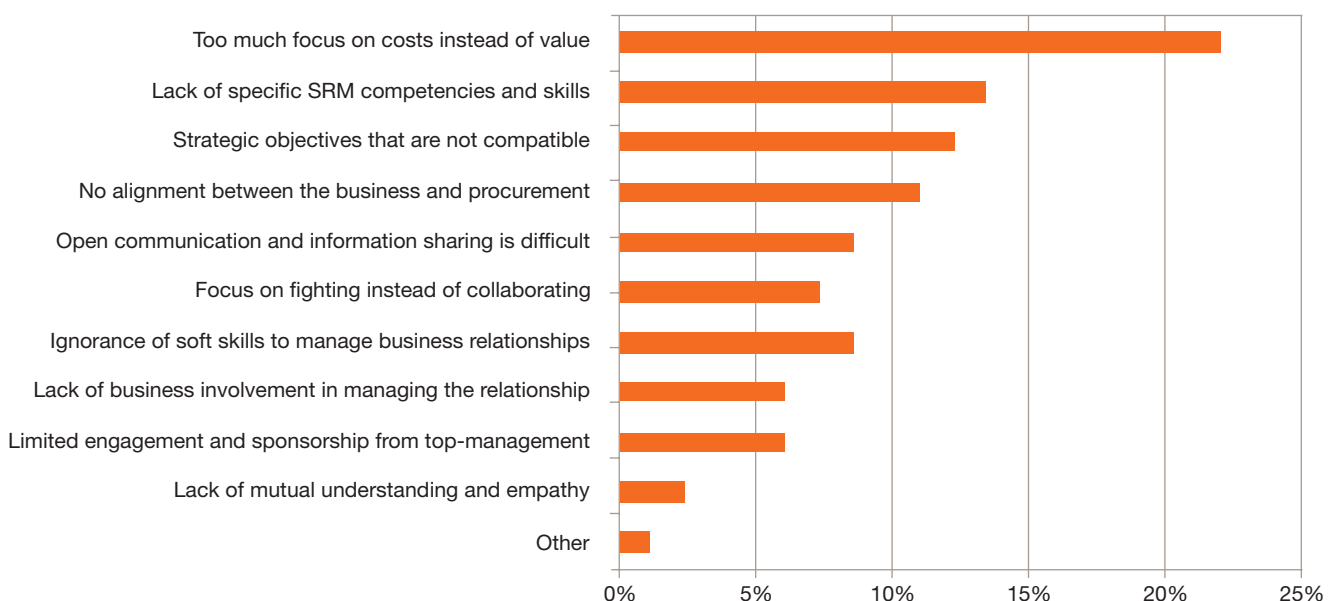 Too much focus on costs instead of value
Lack of specific SRM competencies and skills
Strategic objectives that are not compatible
No alignment between the business and procurement
Open communication and information sharing is difficult
Focus on fighting instead of collaborating
Ignorance of soft skills to manage business relationships
Lack of business involvement in managing the relationship
Limited engagement and sponsorship from top-management
Lack of mutual understanding and empathy
Other
0% 5% 10% 15% 20% 25%